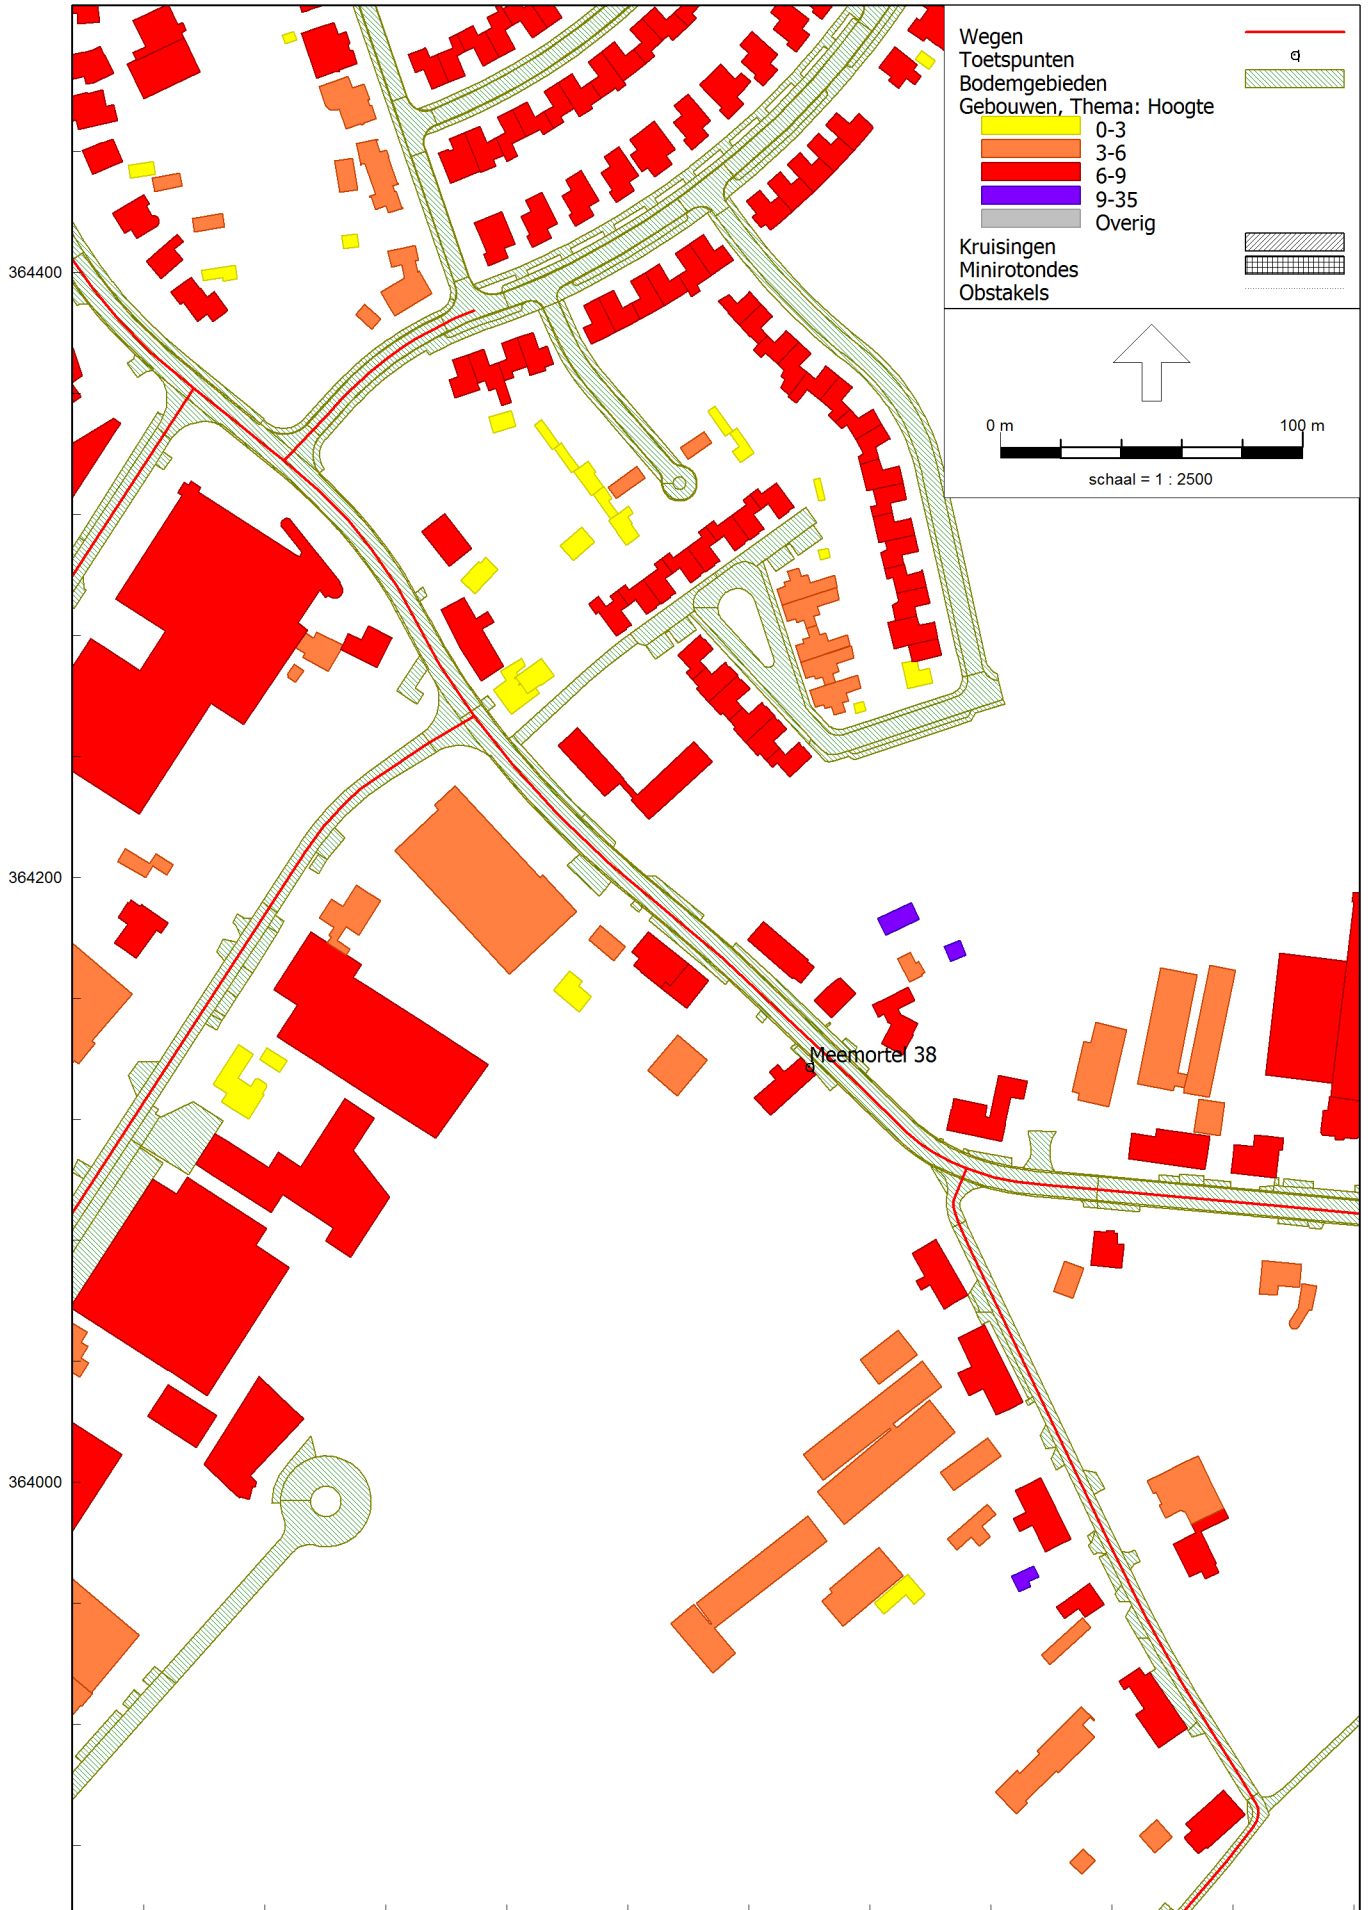 Wegen
Toetspunten
Bodemgebieden
Gebouwen, Thema: Hoogte
0-3
3-6
6-9
9-35
Overig
Kruisingen
Minirotondes
Obstakels
0 m
100 m
schaal = 1 : 2500
364400
364200
Meemortel 38
364000